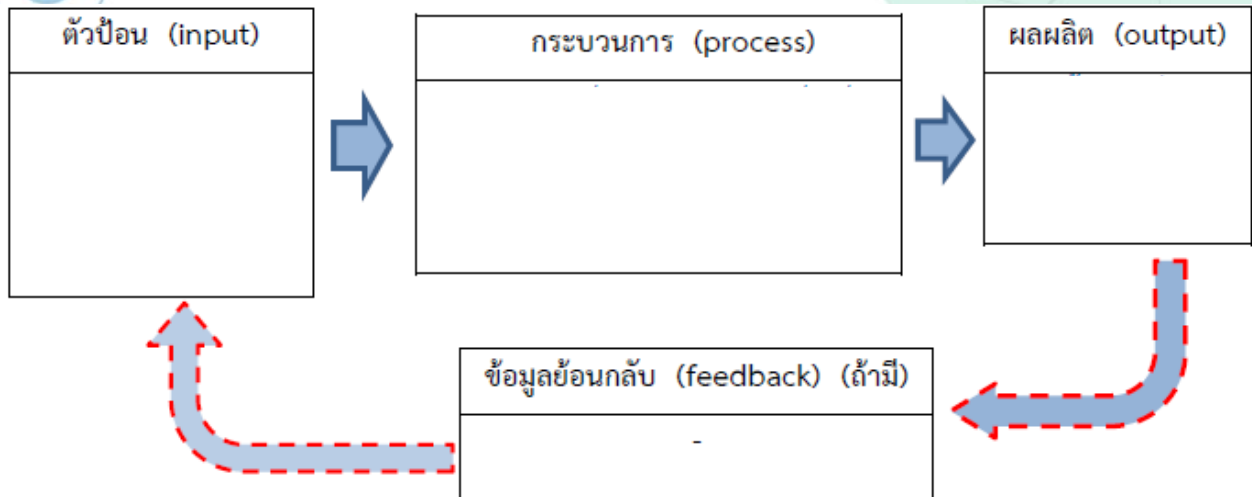 ตัวป้อน (input)
กระบวนการ (process)
ผลผลิต (output)
ข้อมูลย้อนกลับ (feedback) (ถ้ามี)
-